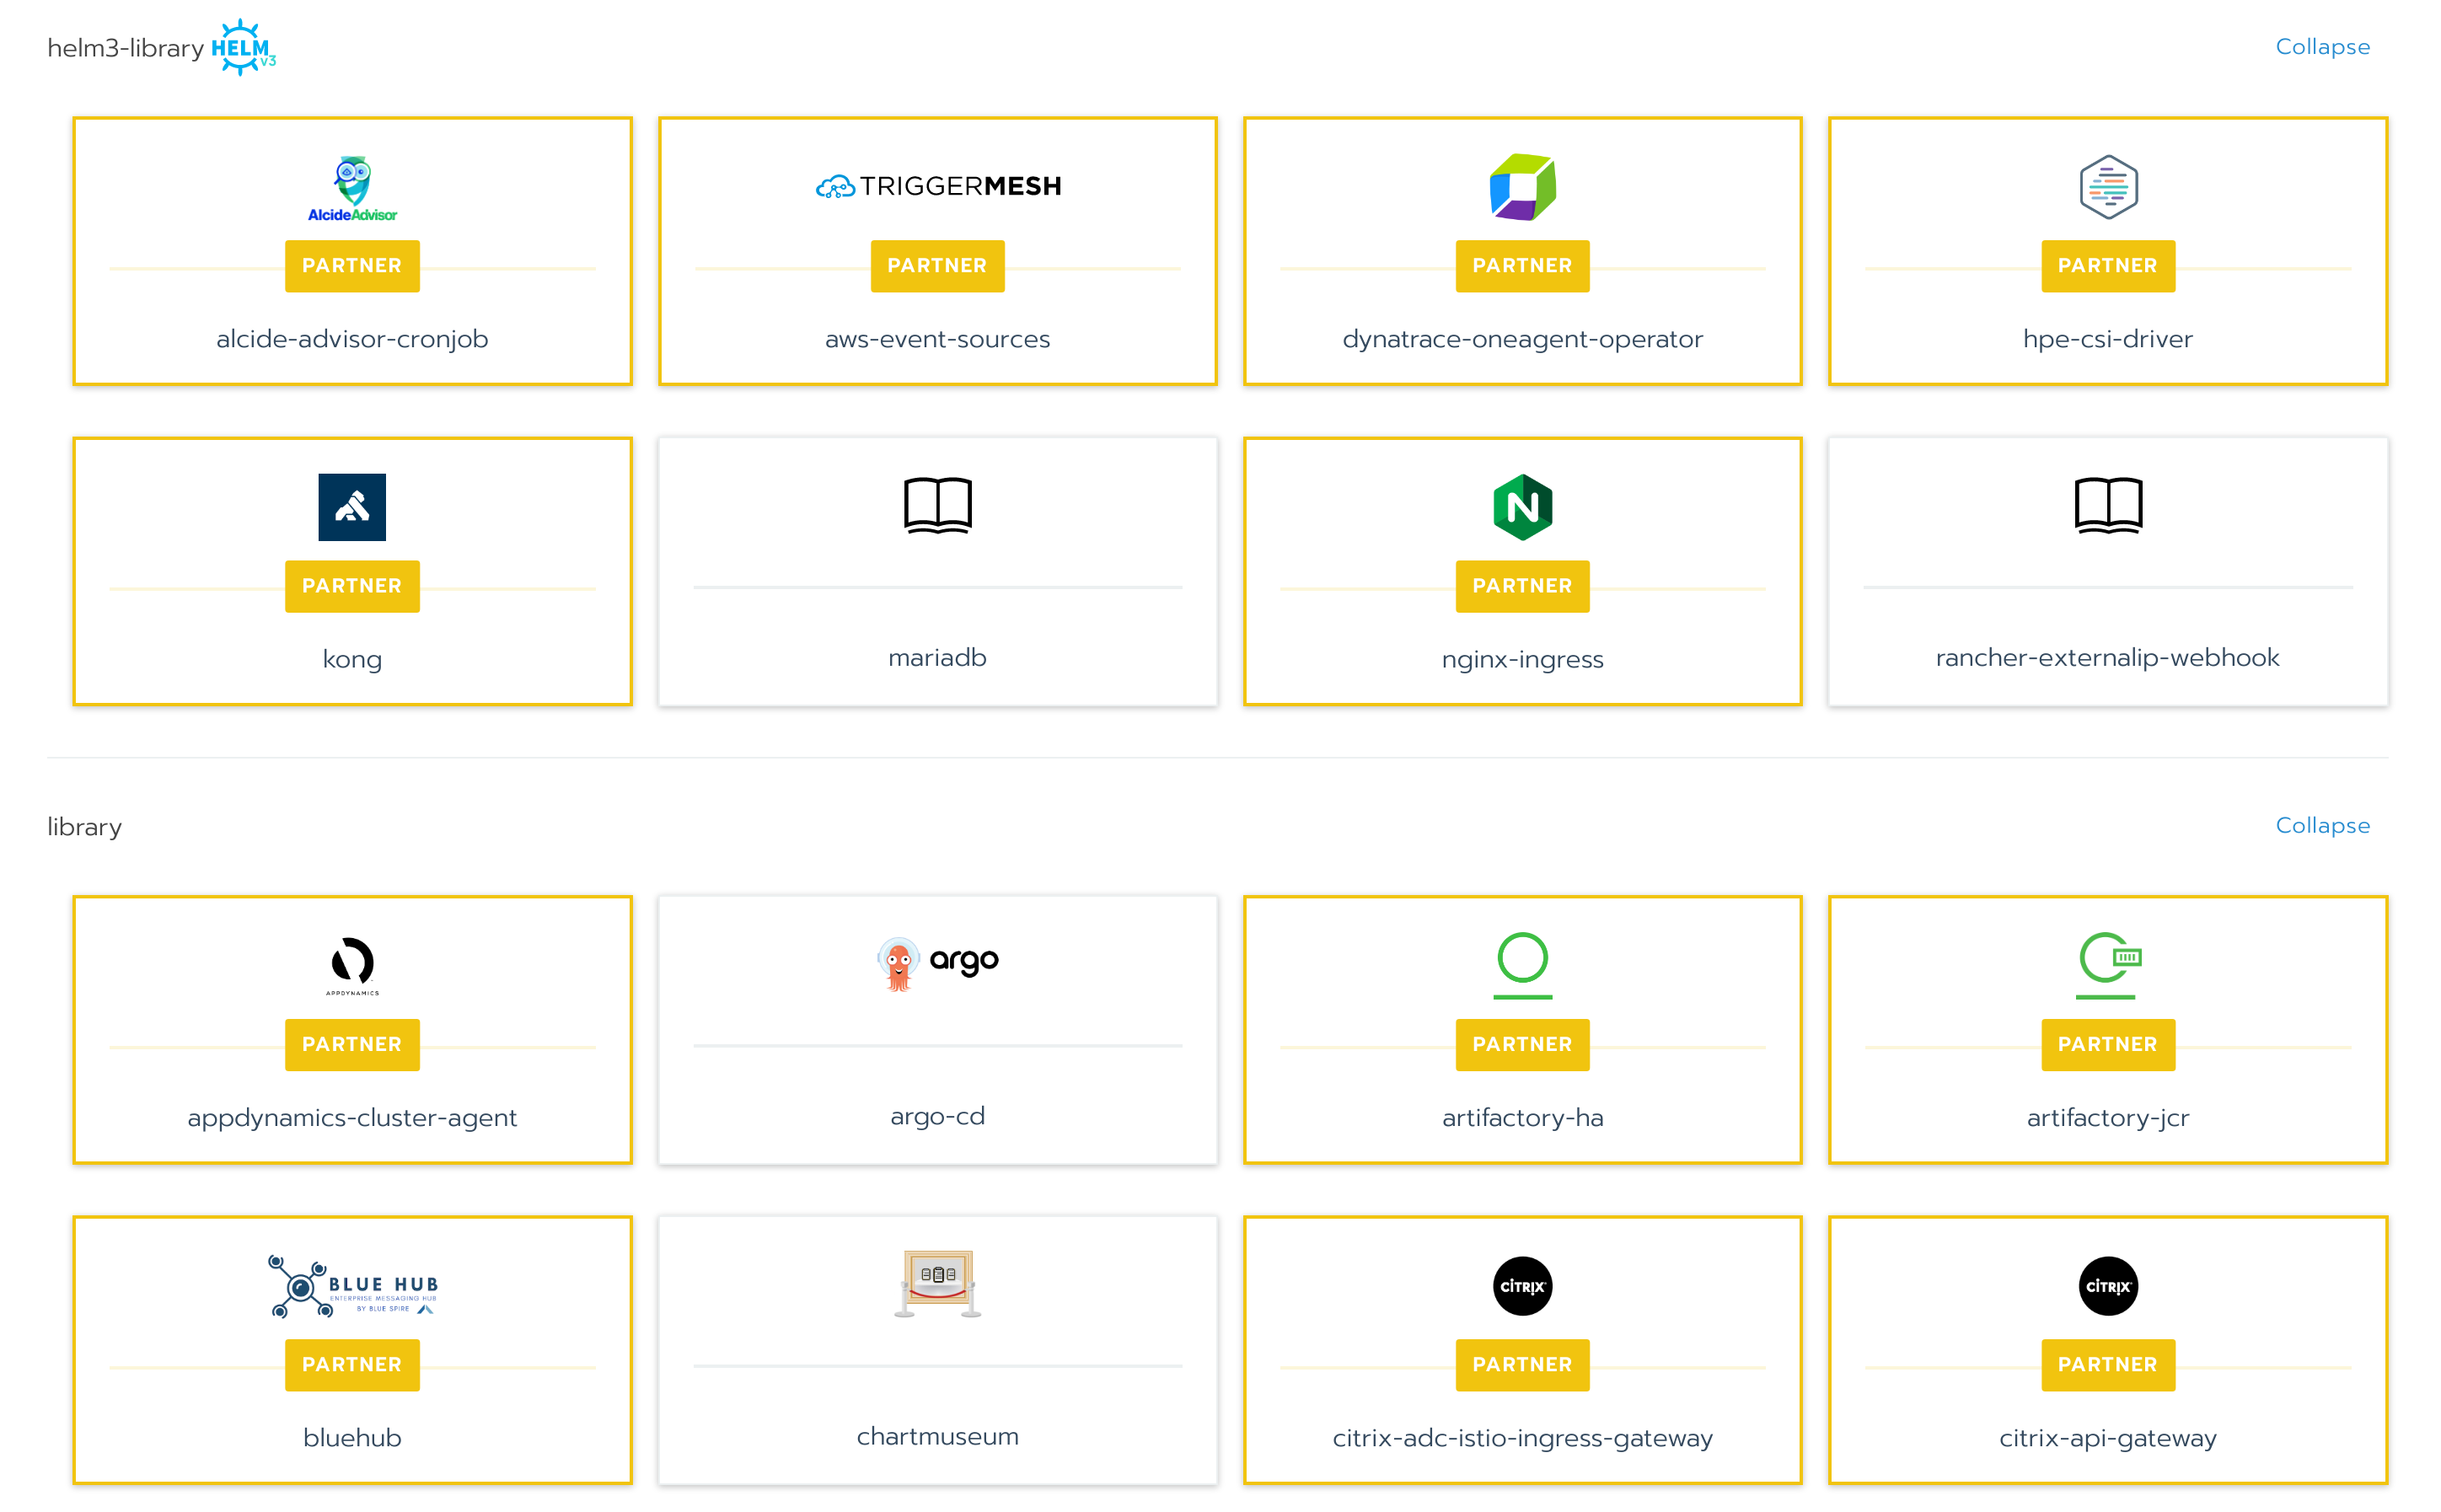 helm3-library HELM v3
Collapse
AlcideAdvisor
TRIGGERMESH
PARTNER
PARTNER
PARTNER
PARTNER
alcide-advisor-cronjob
aws-event-sources
dynatrace-oneagent-operator
hpe-csi-driver
N
PARTNER
PARTNER
kong
mariadb
nginx-ingress
rancher-externalip-webhook
library
Collapse
APPDYNAMICS
argo
PARTNER
PARTNER
PARTNER
appdynamics-cluster-agent
argo-cd
artifactory-ha
artifactory-jcr
BLUE HUB
ENTERPRISE MESSAGING HUB
BY BLUE SPIRE
CITRIX
CITRIX
PARTNER
PARTNER
PARTNER
bluehub
chartmuseum
citrix-adc-istio-ingress-gateway
citrix-api-gateway